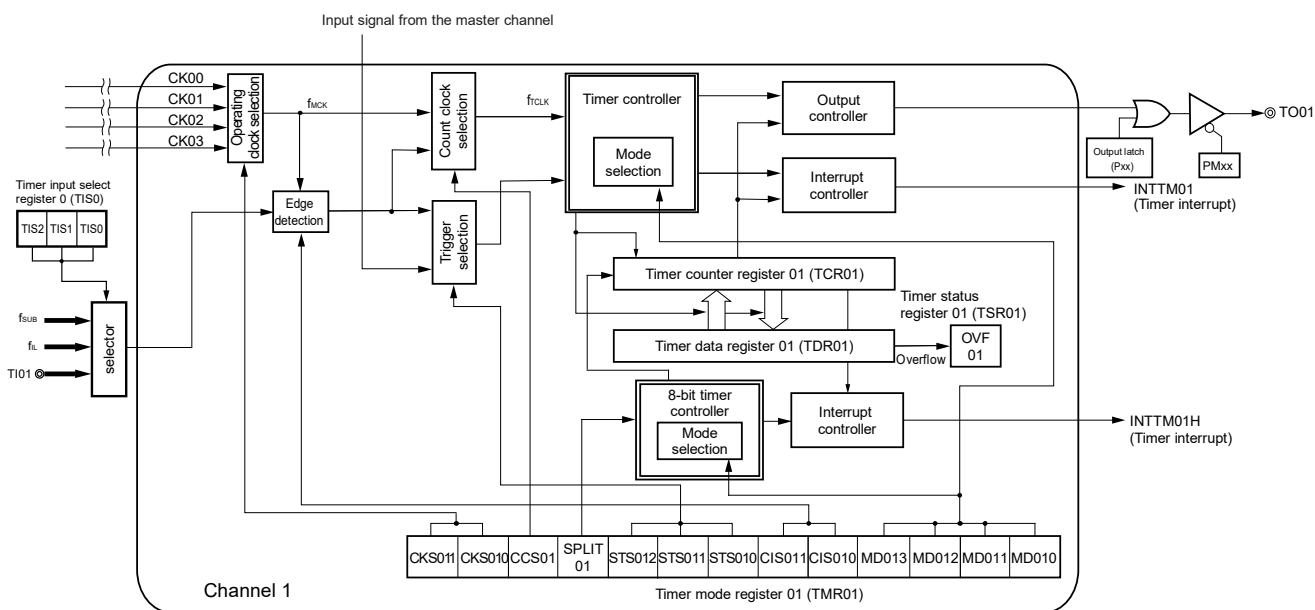 Input signal from the master channel
CK00
CK01
CK02
CK03
Operating
clock selection
fMCK
Count clock
selection
fTCLK
Timer controller
Mode
selection
Output
controller
TO01
Output latch
(Pxx)
PMxx
Interrupt
controller
INTTM01
(Timer interrupt)
Timer input select
register 0 (TIS0)
TIS2
TIS1
TIS0
Edge
detection
Trigger
selection
Timer counter register 01 (TCR01)
Timer status
register 01 (TSR01)
fSUB
fIL
TI01
selector
Timer data register 01 (TDR01)
Overflow
OVF
01
8-bit timer
controller
Mode
selection
Interrupt
controller
INTTM01H
(Timer interrupt)
CKS011
CKS010
CCS01
SPLIT
01
STS012
STS011
STS010
CIS011
CIS010
MD013
MD012
MD011
MD010
Channel 1
Timer mode register 01 (TMR01)